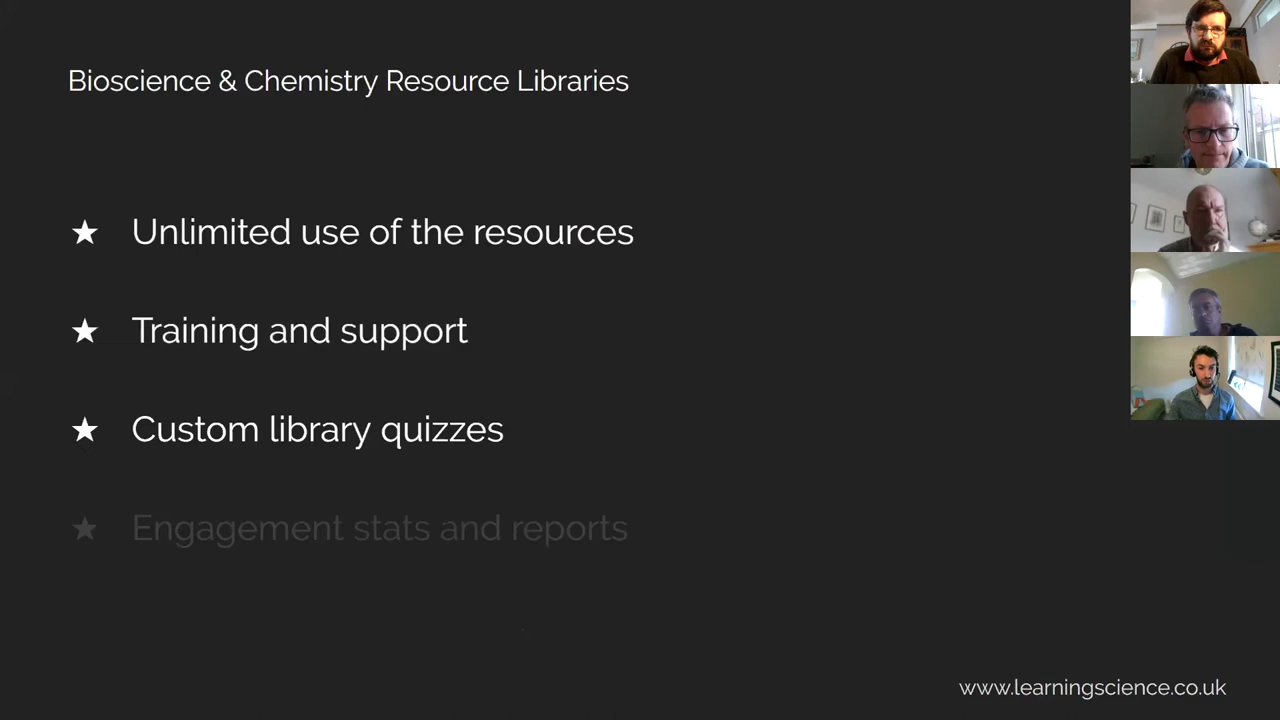 Bioscience & Chemistry Resource Libraries
★ Unlimited use of the resources
★ Training and support
★ Custom library quizzes
★ Engagement stats and reports
www.learningscience.co.uk